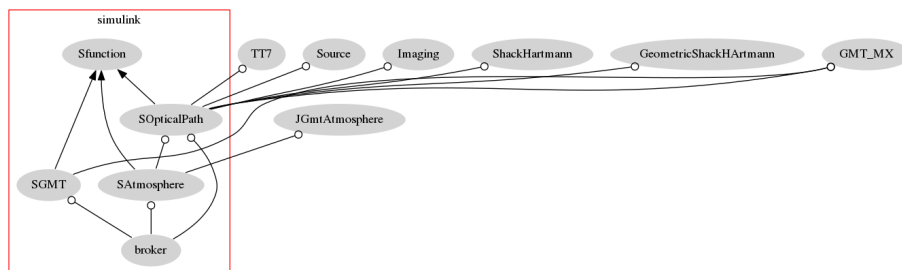 simulink
Sfunction
TT7
Source
Imaging
ShackHartmann
GeometricShackHArtmann
GMT_MX
SOpticalPath
JGmtAtmosphere
SGMT
SAtmosphere
broker